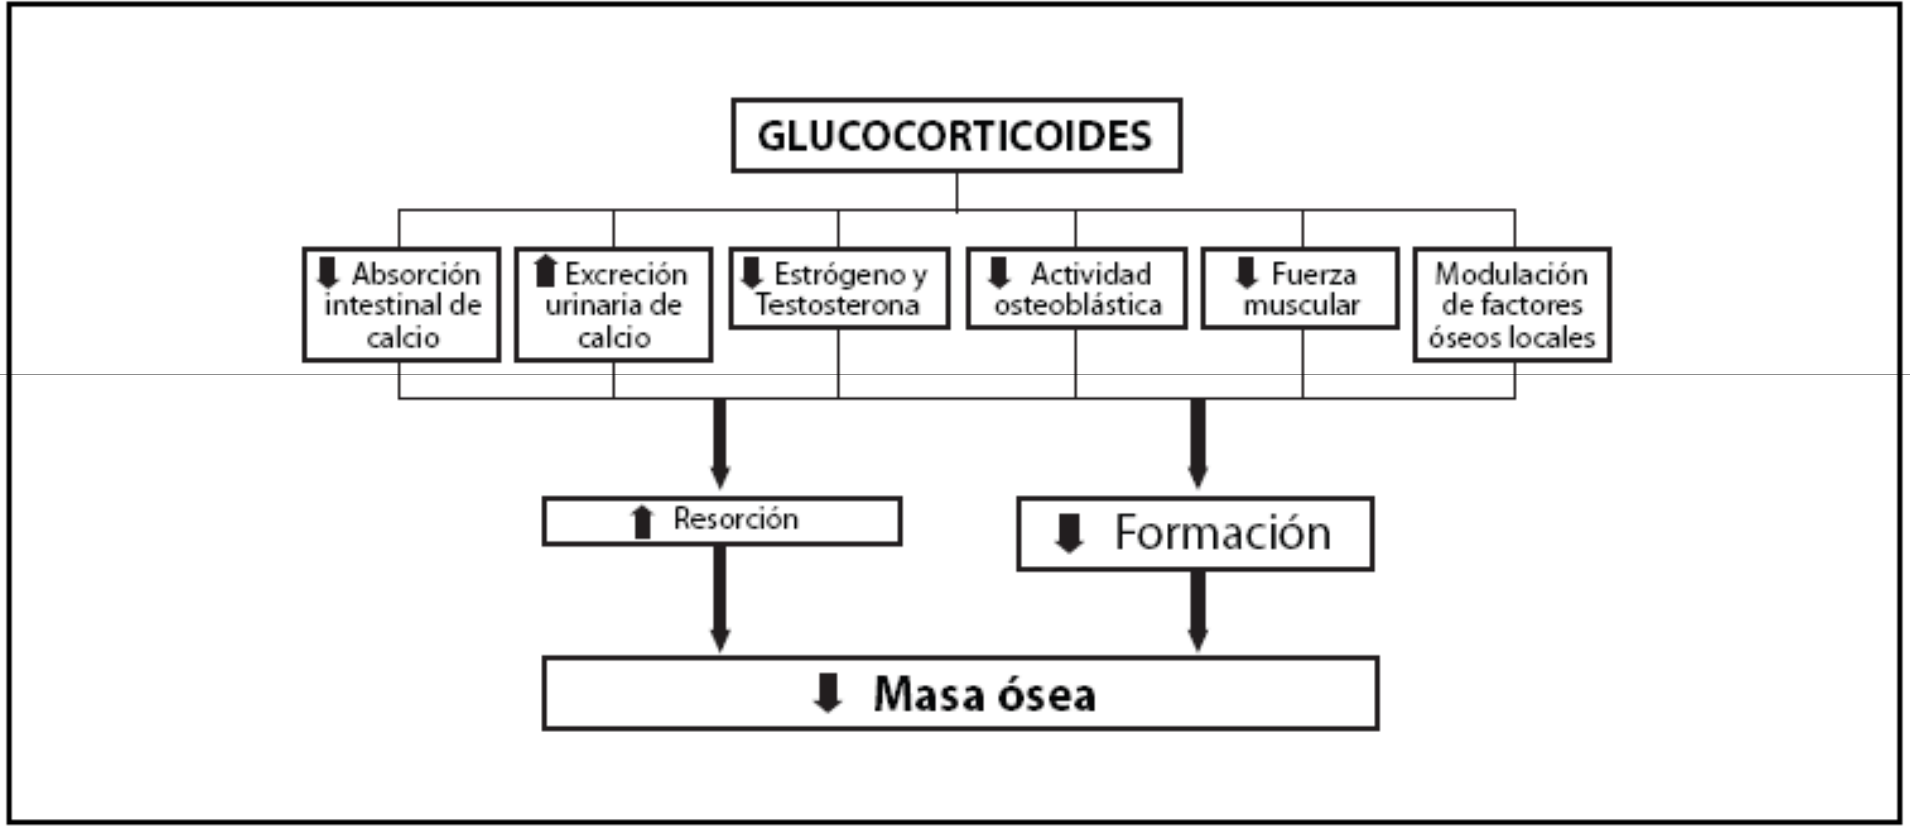 GLUCOCORTICOIDES
Absorción
intestinal de
calcio
Excreción
urinaria de
calcio
Estrógeno y
Testosterona
Actividad
osteoblástica
Fuerza
muscular
Modulación
de factores
óseos locales
Resorción
Formación
Masa ósea